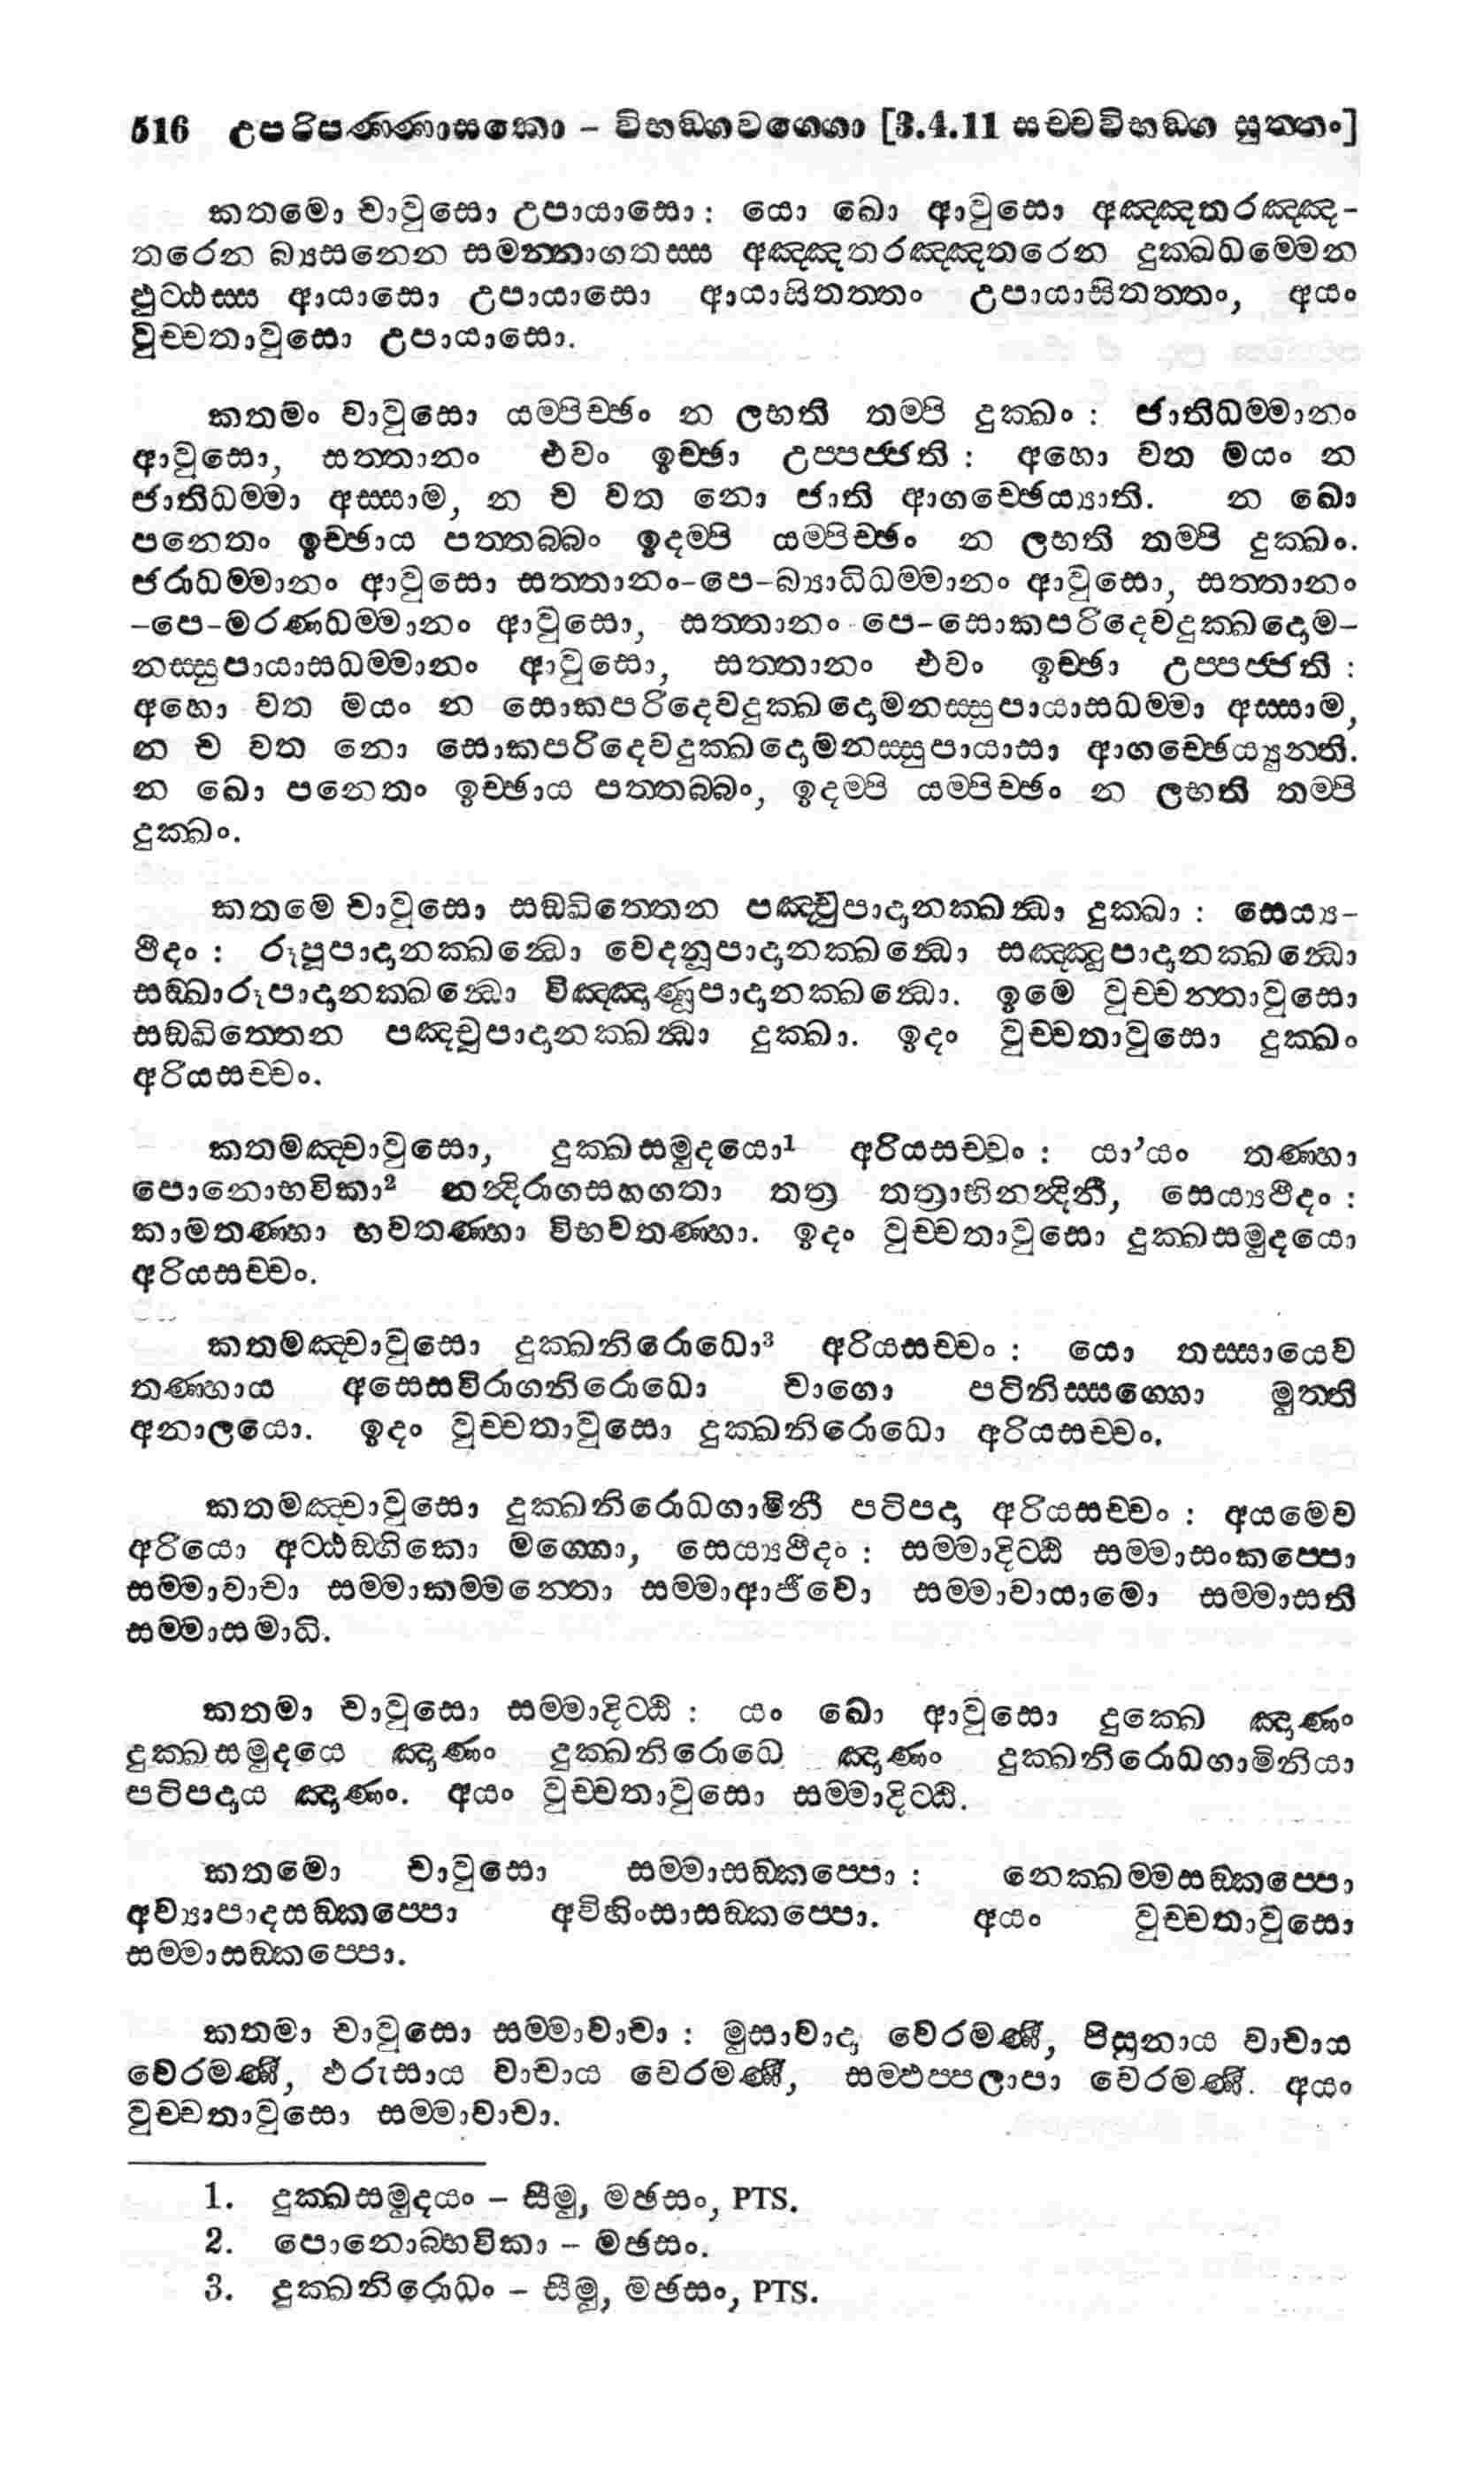 516 උපරිපණ්ණාසකො - විභඞ්ගවග්ගො [3.4.11 සච්චවිභඞ්ග සුත්තං]
කතමො චාවුසො උපායාසො: යො ඛො ආවුසො අඤ්ඤතරඤ්ඤ-
තරෙන බ්‍යසනෙන සමන්නාගතස්ස අඤ්ඤතරඤ්ඤතරෙන දුක්ඛධම්මෙන
ඵුට්ඨස්ස ආයාසො උපායාසො ආයාසිතත්තං උපායාසිතත්තං, අයං
වුච්චතාවුසො උපායාසො.
කතමං චාවුසො යම්පිච්ඡං න ලභති තම්පි දුක්ඛං: ජාතිධම්මානං
ආවුසො, සත්තානං එවං ඉච්ඡා උප්පජ්ජති: අහො වත මයං න
ජාතිධම්මා අස්සාම, න ච වත නො ජාති ආගච්ඡෙය්‍යාති. න ඛො
පනෙතං ඉච්ඡාය පත්තබ්බං ඉදම්පි යම්පිච්ඡං න ලභති තම්පි දුක්ඛං.
ජරාධම්මානං ආවුසො සත්තානං-පෙ-බ්‍යාධිධම්මානං ආවුසො, සත්තානං
-පෙ-මරණධම්මානං ආවුසො, සත්තානං-පෙ-සොකපරිදෙවදුක්ඛදොම-
නස්සුපායාසධම්මානං ආවුසො, සත්තානං එවං ඉච්ඡා උප්පජ්ජති:
අහො වත මයං න සොකපරිදෙවදුක්ඛදොමනස්සුපායාසධම්මා අස්සාම,
න ච වත නො සොකපරිදෙවදුක්ඛදොමනස්සුපායාසා ආගච්ඡෙය්‍යුන්ති.
න ඛො පනෙතං ඉච්ඡාය පත්තබ්බං, ඉදම්පි යම්පිච්ඡං න ලභති තම්පි
දුක්ඛං.
කතමෙ චාවුසො සඞ්ඛිත්තෙන පඤ්චුපාදානක්ඛන්ධා දුක්ඛා: සෙය්‍ය-
ථිදං: රූපූපාදානක්ඛන්ධො වෙදනූපාදානක්ඛන්ධො සඤ්ඤූපාදානක්ඛන්ධො
සඞ්ඛාරූපාදානක්ඛන්ධො විඤ්ඤාණූපාදානක්ඛන්ධො. ඉමෙ වුච්චන්තාවුසො
සඞ්ඛිත්තෙන පඤ්චූපාදානක්ඛන්ධා දුක්ඛා. ඉදං වුච්චතාවුසො දුක්ඛං
අරියසච්චං.
කතමඤ්චාවුසො, දුක්ඛසමුදයො¹ අරියසච්චං: යා'යං තණ්හා
පොනොභවිකා² නන්දිරාගසහගතා තත්‍ර තත්‍රාභිනන්දිනී, සෙය්‍යථිදං:
කාමතණ්හා භවතණ්හා විභවතණ්හා. ඉදං වුච්චතාවුසො දුක්ඛසමුදයො
අරියසච්චං.
කතමඤ්චාවුසො දුක්ඛනිරොධො³ අරියසච්චං: යො තස්සායෙව
තණ්හාය අසෙසවිරාගනිරොධො චාගො පටිනිස්සග්ගො මුත්ති
අනාලයො. ඉදං වුච්චතාවුසො දුක්ඛනිරොධො අරියසච්චං.
කතමඤ්චාවුසො දුක්ඛනිරොධගාමිනී පටිපදා අරියසච්චං: අයමෙව
අරියො අට්ඨඞ්ගිකො මග්ගො, සෙය්‍යථිදං: සම්මාදිට්ඨි සම්මාසංකප්පො
සම්මාවාචා සම්මාකම්මන්තො සම්මාආජීවො සම්මාවායාමො සම්මාසති
සම්මාසමාධි.
කතමා චාවුසො සම්මාදිට්ඨි: යං ඛො ආවුසො දුක්ඛෙ ඤාණං
දුක්ඛසමුදයෙ ඤාණං දුක්ඛනිරොධෙ ඤාණං දුක්ඛනිරොධගාමිනියා
පටිපදාය ඤාණං. අයං වුච්චතාවුසො සම්මාදිට්ඨි.
කතමො චාවුසො සම්මාසඞ්කප්පො: නෙක්ඛම්මසඞ්කප්පො
අව්‍යාපාදසඞ්කප්පො අවිහිංසාසඞ්කප්පො. අයං වුච්චතාවුසො
සම්මාසඞ්කප්පො.
කතමා චාවුසො සම්මාවාචා: මුසාවාදා වෙරමණී, පිසුනාය වාචාය
වෙරමණී, ඵරුසාය වාචාය වෙරමණී, සම්ඵප්පලාපා වෙරමණී. අයං
වුච්චතාවුසො සම්මාවාචා.
1. දුක්ඛසමුදයං - සීමු, මඡසං, PTS.
2. පොනොබ්භවිකා - මඡසං.
3. දුක්ඛනිරොධං - සීමු, මඡසං, PTS.